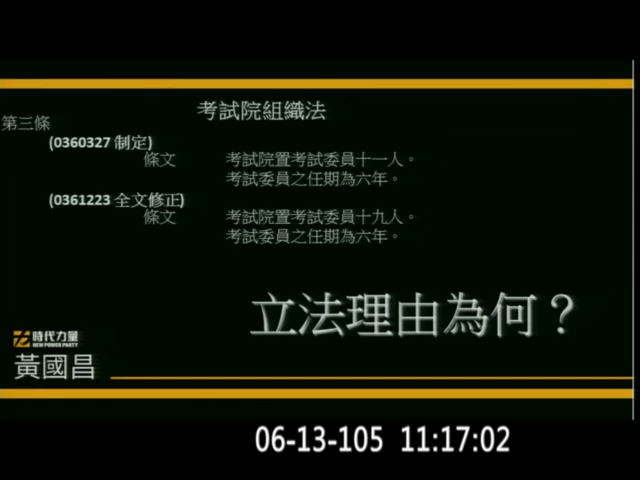 考試院組織法
第三條
(0360327 制定)
條文 考試院置考試委員十一人。
考試委員之任期為六年。
(0361223 全文修正)
條文 考試院置考試委員十九人。
考試委員之任期為六年。
立法理由為何？
時代力量
NEW POWER PARTY
黃國昌
06-13-105 11:17:02